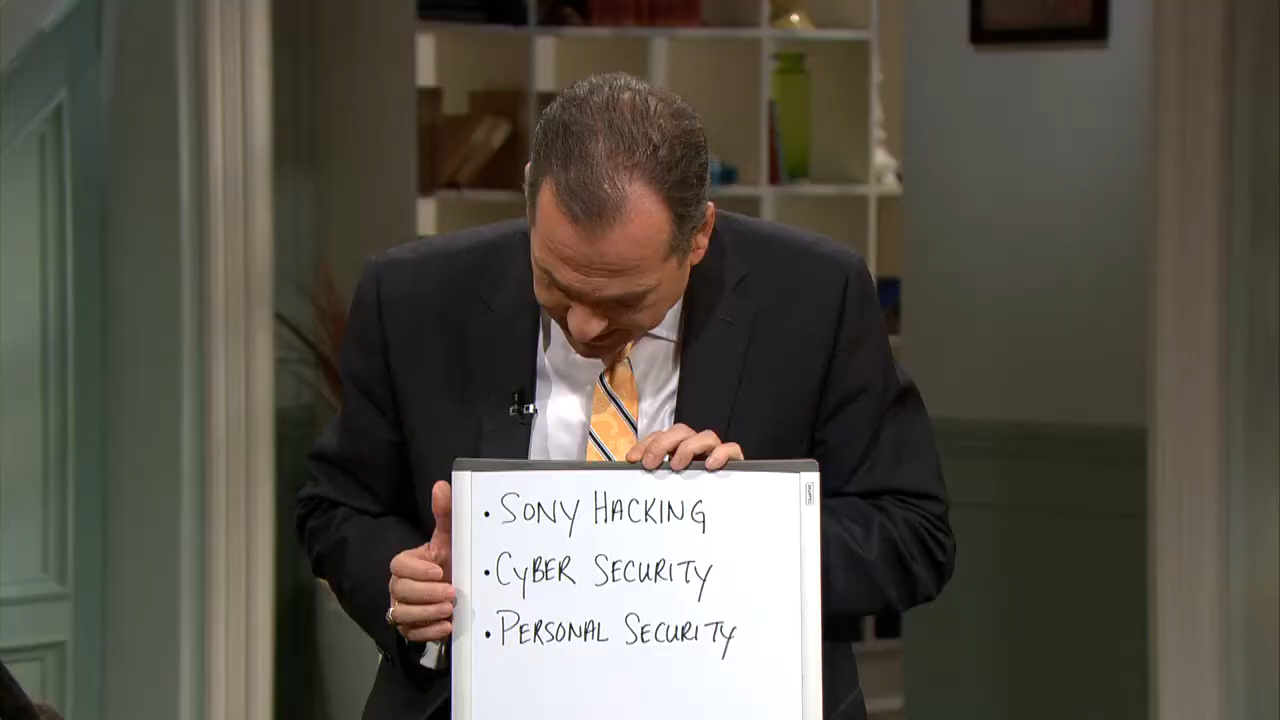 • SONY HACKING
• CYBER SECURITY
• PERSONAL SECURITY